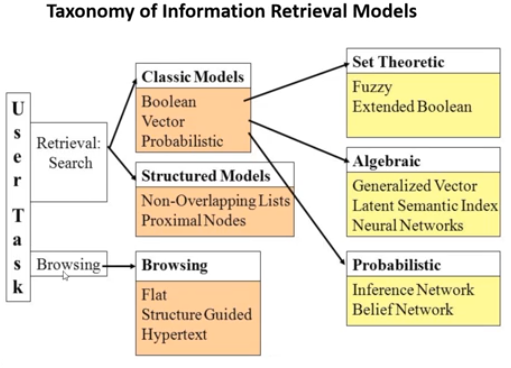 Taxonomy of Information Retrieval Models
User Task
Retrieval:
Search
Browsing
Classic Models
Boolean
Vector
Probabilistic
Structured Models
Non-Overlapping Lists
Proximal Nodes
Browsing
Flat
Structure Guided
Hypertext
Set Theoretic
Fuzzy
Extended Boolean
Algebraic
Generalized Vector
Latent Semantic Index
Neural Networks
Probabilistic
Inference Network
Belief Network